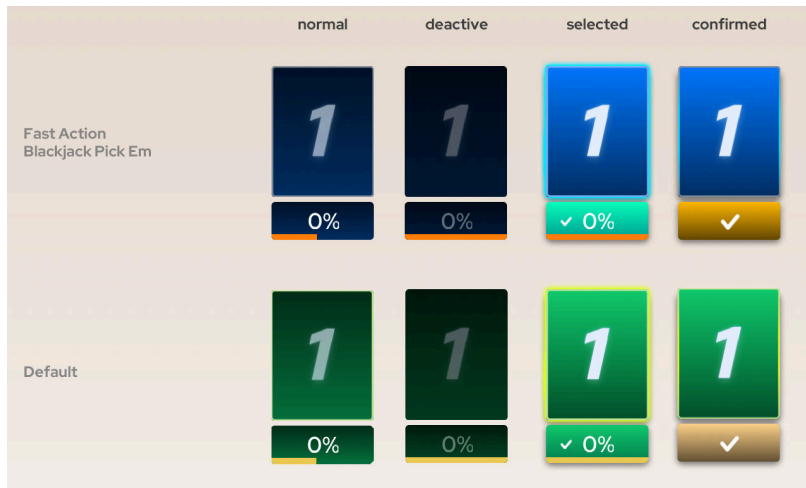 normal deactive selected confirmed
1 1 1 1
Fast Action
Blackjack Pick Em
0% 0% 0%
1 1 1 1
Default
0% 0% 0%